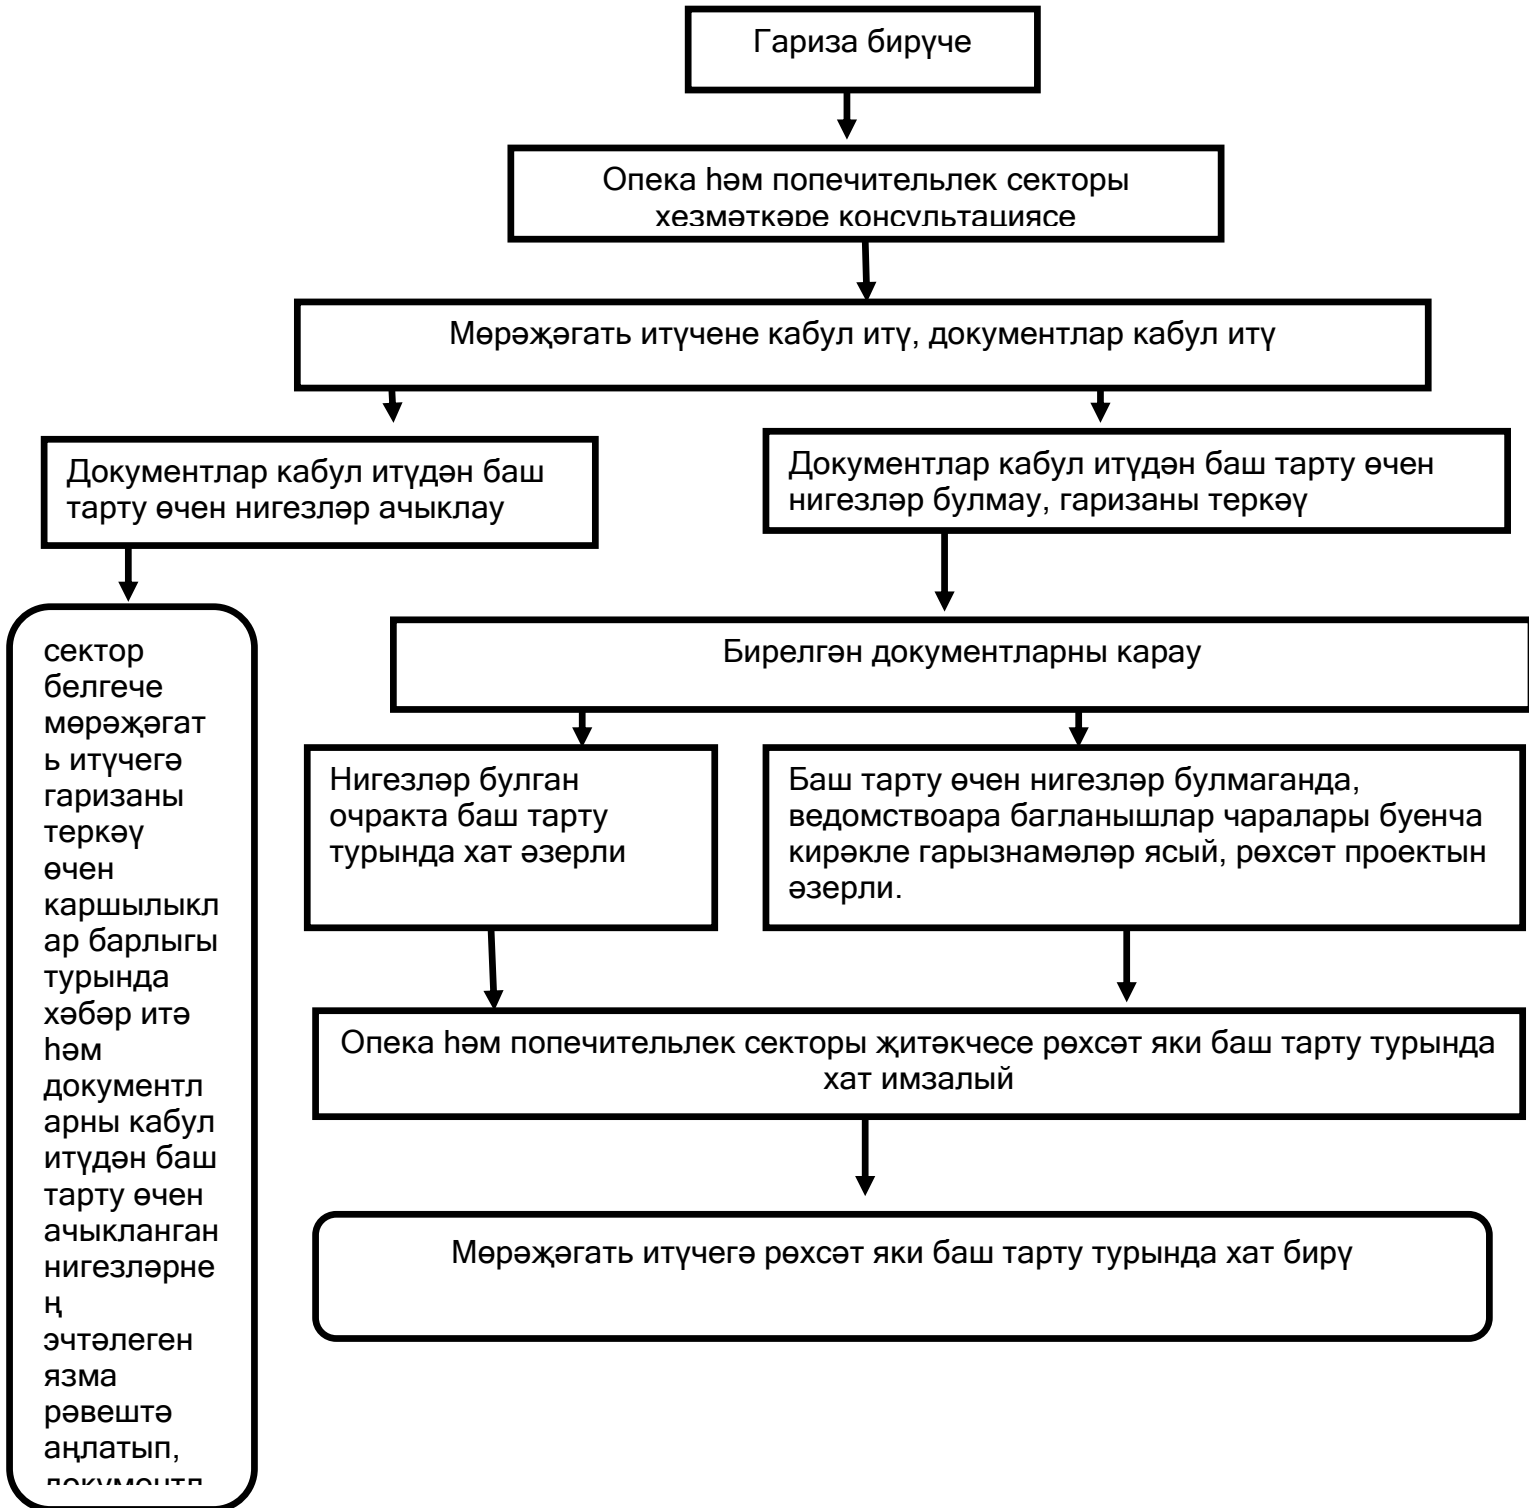 Гариза бирүче
Опека һәм попечительлек секторы
хезмәткәре консультациясе
Мөрәҗәгать итүчене кабул итү, документлар кабул итү
Документлар кабул итүдән баш
тарту өчен нигезләр ачыклау
Документлар кабул итүдән баш тарту өчен
нигезләр булмау, гаризаны теркәү
сектор
белгече
мөрәҗәгат
ь итүчегә
гаризаны
теркәү
өчен
каршылыкл
ар барлыгы
турында
хәбәр итә
һәм
документл
арны кабул
итүдән баш
тарту өчен
ачыкланган
нигезләрне
ң
эчтәлеген
язма
рәвештә
аңлатып,
документл
Бирелгән документларны карау
Нигезләр булган
очракта баш тарту
турында хат әзерли
Баш тарту өчен нигезләр булмаганда,
ведомствоара багланышлар чаралары буенча
кирәкле гарызнамәләр ясый, рөхсәт проектын
әзерли.
Опека һәм попечительлек секторы җитәкчесе рөхсәт яки баш тарту турында
хат имзалый
Мөрәҗәгать итүчегә рөхсәт яки баш тарту турында хат бирү